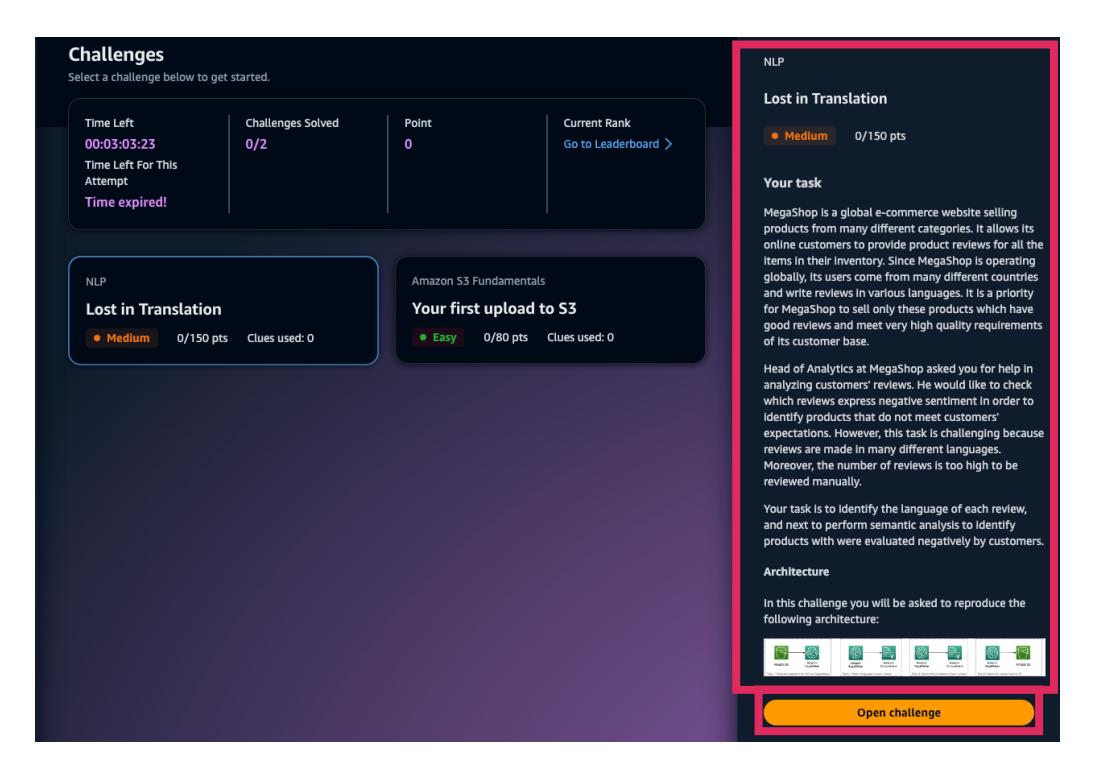 Challenges
Select a challenge below to get started.
Time Left
00:03:03:23
Time Left For This
Attempt
Time expired!
Challenges Solved
0/2
Point
0
Current Rank
Go to Leaderboard
NLP
Lost in Translation
Medium 0/150 pts Clues used: 0
Amazon S3 Fundamentals
Your first upload to S3
Easy 0/80 pts Clues used: 0
NLP
Lost in Translation
Medium 0/150 pts
Your task
MegaShop is a global e-commerce website selling
products from many different categories. It allows its
online customers to provide product reviews for all the
items in their inventory. Since MegaShop is operating
globally, its users come from many different countries
and write reviews in various languages. It is a priority
for MegaShop to sell only these products which have
good reviews and meet very high quality requirements
of its customer base.
Head of Analytics at MegaShop asked you for help in
analyzing customers' reviews. He would like to check
which reviews express negative sentiment in order to
identify products that do not meet customers'
expectations. However, this task is challenging because
reviews are made in many different languages.
Moreover, the number of reviews is too high to be
reviewed manually.
Your task is to identify the language of each review,
and next to perform semantic analysis to identify
products with were evaluated negatively by customers.
Architecture
In this challenge you will be asked to reproduce the
following architecture:
Open challenge